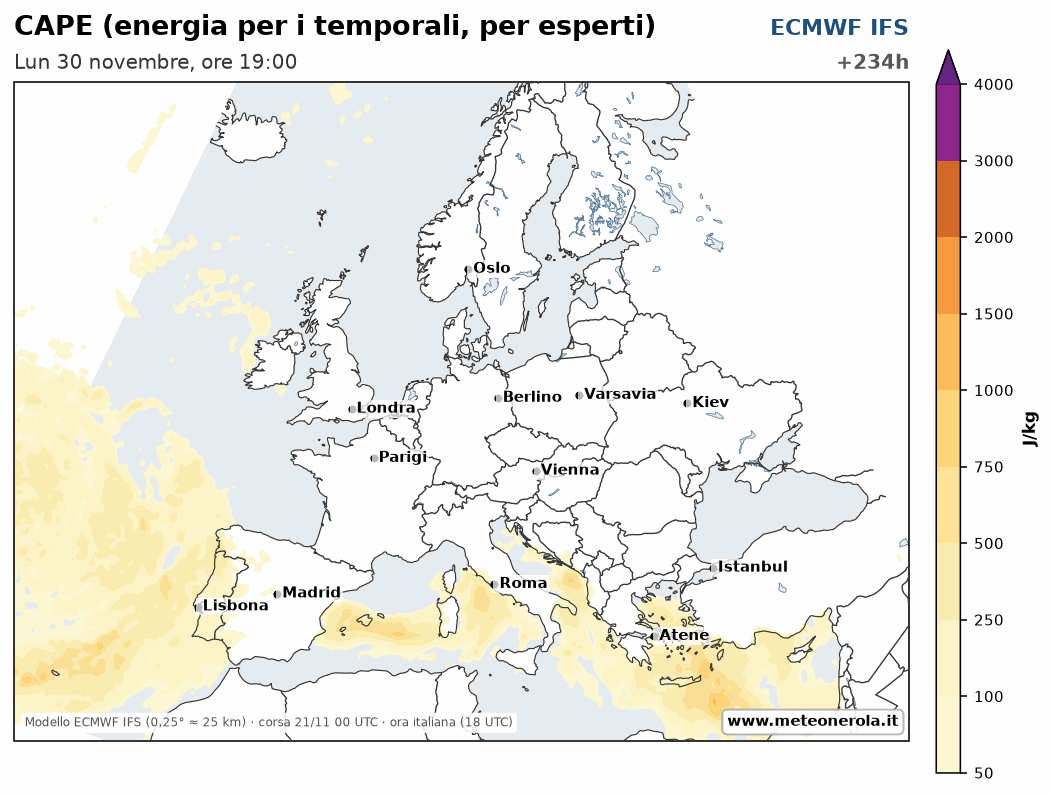 CAPE (energia per i temporali, per esperti)
ECMWF IFS
Lun 30 novembre, ore 19:00
+234h
4000
3000
2000
1500
1000
750
500
250
100
50
J/kg
Oslo
Londra
Berlino
Varsavia
Kiev
Parigi
Vienna
Istanbul
Roma
Madrid
Lisbona
Atene
Modello ECMWF IFS (0,25° ≈ 25 km) · corsa 21/11 00 UTC · ora italiana (18 UTC)
www.meteonerola.it